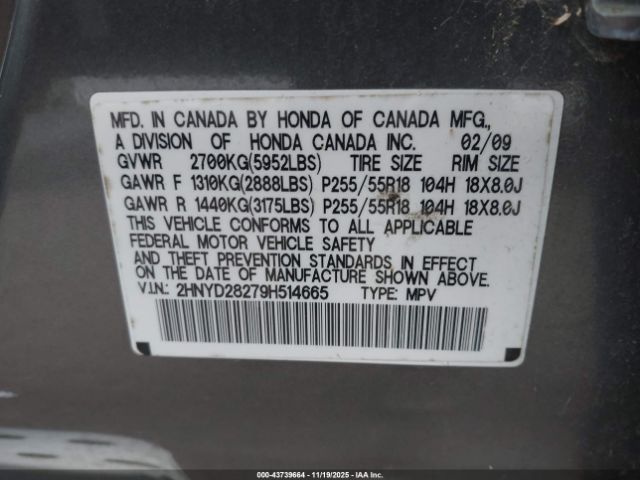 MFD. IN CANADA BY HONDA OF CANADA MFG.,
A DIVISION OF HONDA CANADA INC. 02/09
GVWR 2700KG(5952LBS) TIRE SIZE RIM SIZE
GAWR F 1310KG(2888LBS) P255/55R18 104H 18X8.0J
GAWR R 1440KG(3175LBS) P255/55R18 104H 18X8.0J
THIS VEHICLE CONFORMS TO ALL APPLICABLE
FEDERAL MOTOR VEHICLE SAFETY
AND THEFT PREVENTION STANDARDS IN EFFECT
ON THE DATE OF MANUFACTURE SHOWN ABOVE.
V.I.N.: 2HNYD28279H514665 TYPE: MPV
000-43739664 - 11/19/2025 - IAAI.COM